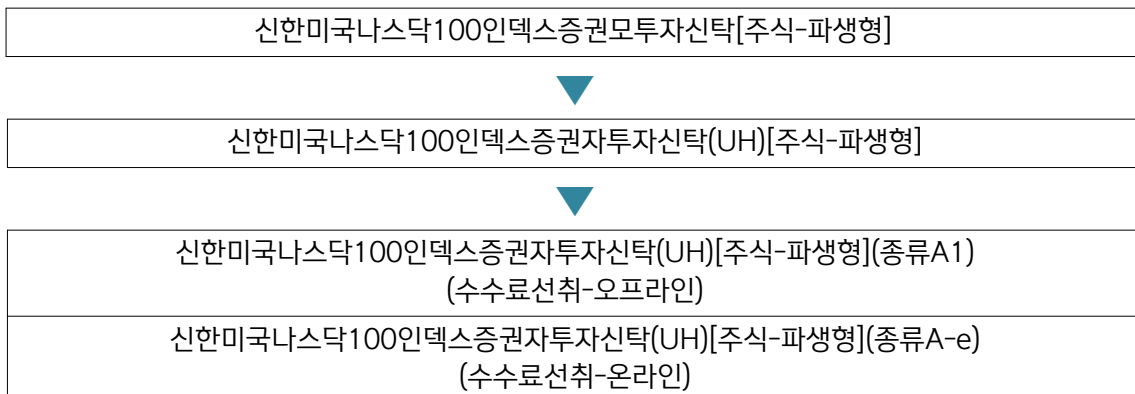 신한미국나스닥100인덱스증권모투자신탁[주식-파생형]
신한미국나스닥100인덱스증권자투자신탁(UH)[주식-파생형]
신한미국나스닥100인덱스증권자투자신탁(UH)[주식-파생형](종류A1)
(수수료선취-오프라인)
신한미국나스닥100인덱스증권자투자신탁(UH)[주식-파생형](종류A-e)
(수수료선취-온라인)